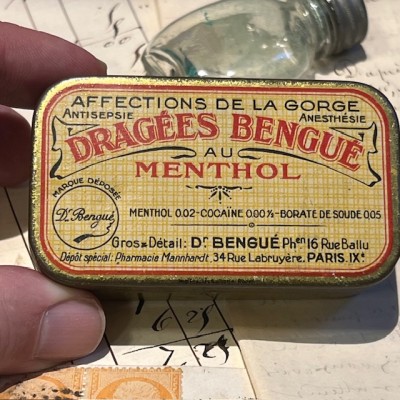 AFFECTIONS DE LA GORGE
ANTISEPSIE ANESTHÉSIE
DRAGÉES BENGUÉ
AU
MENTHOL
MARQUE DÉPOSÉE
Dr. Bengué
MENTHOL 0.02-COCAÏNE 0.00½-BORATE DE SOUDE 0.05
Gros & Détail: Dr BENGUÉ Phen 16 Rue Ballu
Dépôt spécial: Pharmacie Mannhardt, 34 Rue Labruyère. PARIS.IXe